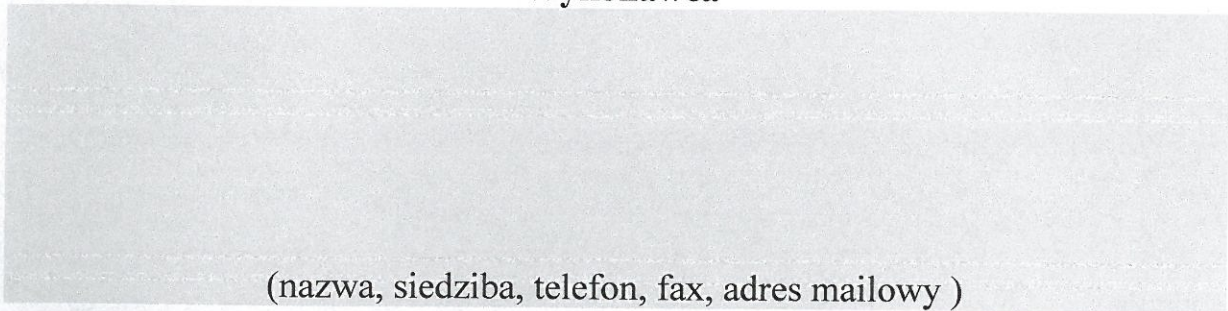 (nazwa, siedziba, telefon, fax, adres mailowy )